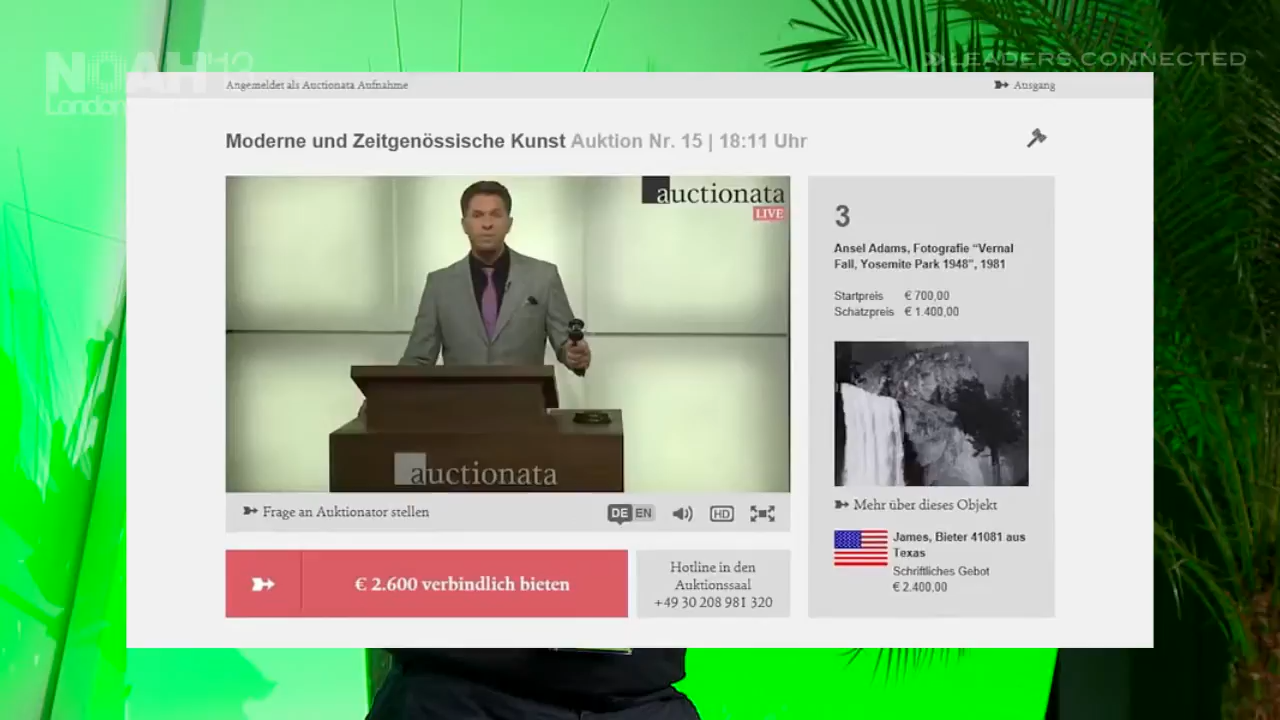 NOAH'13
London
LEADERS CONNECTED
Angemeldet als Auctionata Aufnahme
Ausgang
Moderne und Zeitgenössische Kunst Auktion Nr. 15 | 18:11 Uhr
auctionata
LIVE
auctionata
Frage an Auktionator stellen
DE EN
HD
€ 2.600 verbindlich bieten
Hotline in den
Auktionssaal
+49 30 208 981 320
3
Ansel Adams, Fotografie “Vernal
Fall, Yosemite Park 1948”, 1981
Startpreis € 700,00
Schatzpreis € 1.400,00
Mehr über dieses Objekt
James, Bieter 41081 aus
Texas
Schriftliches Gebot
€ 2.400,00